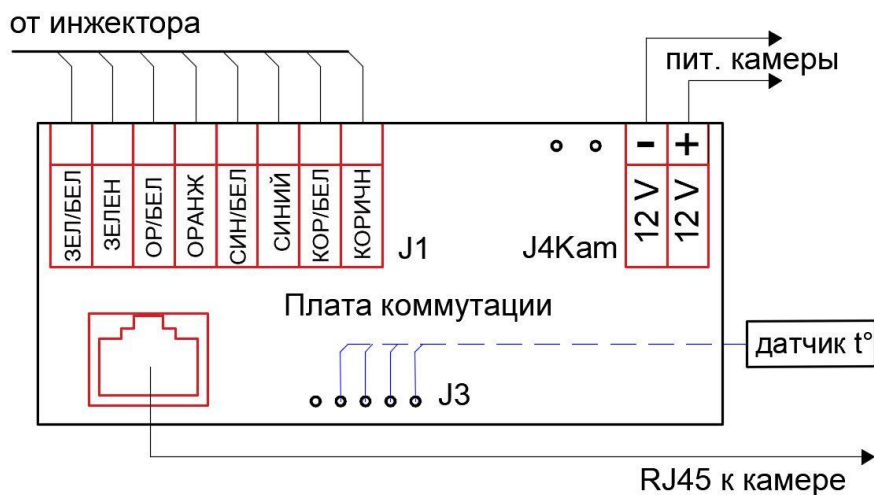 от инжектора
пит. камеры
ЗЕЛ/БЕЛ
ЗЕЛЕН
ОР/БЕЛ
ОРАНЖ
СИН/БЕЛ
СИНИЙ
КОР/БЕЛ
КОРИЧН
J1
J4Kam
- +
12 V
12 V
Плата коммутации
датчик t°
J3
RJ45 к камере